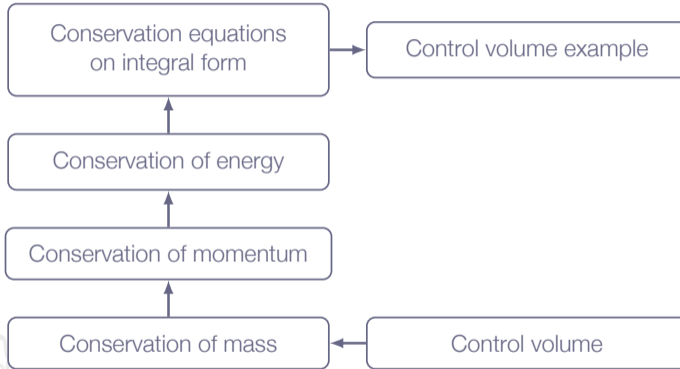 Conservation equations
on integral form
Control volume example
Conservation of energy
Conservation of momentum
Conservation of mass
Control volume